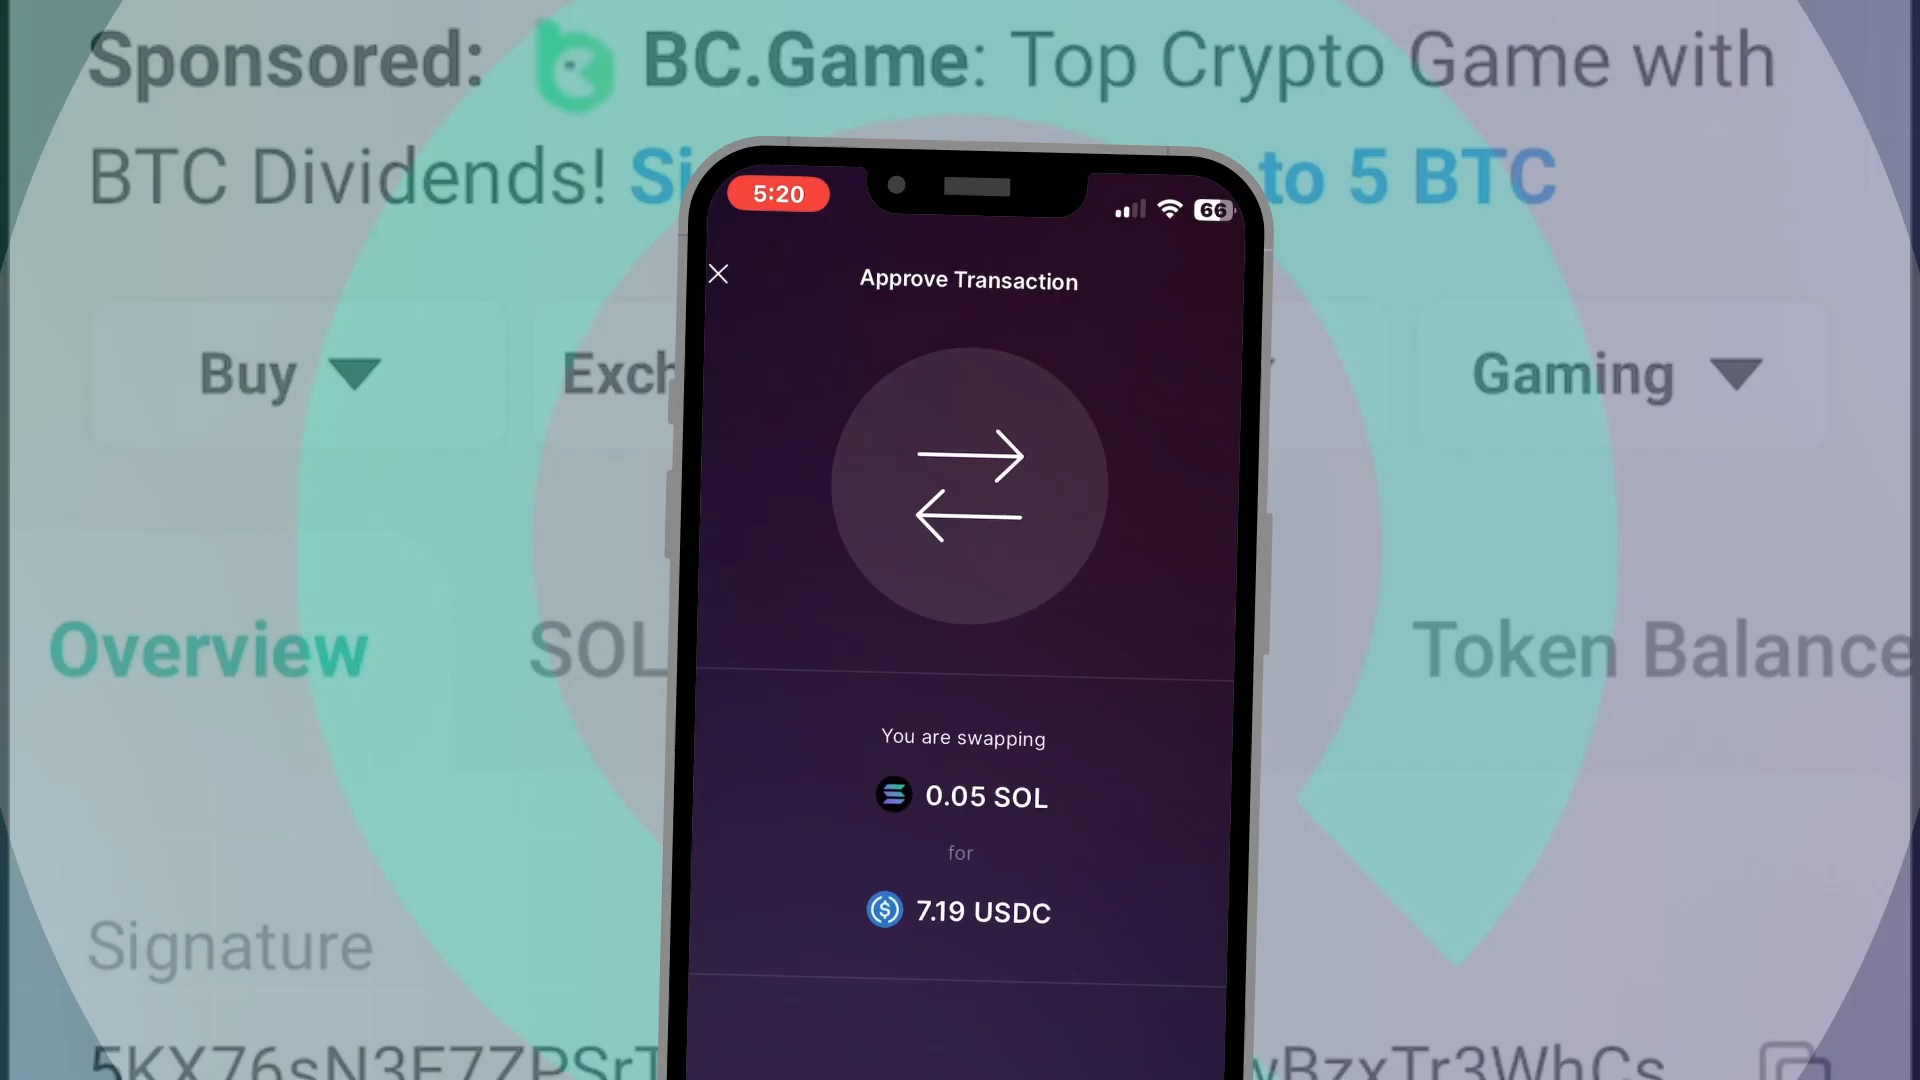 Sponsored: BC.Game: Top Crypto Game with
BTC Dividends! to 5 BTC
5:20
66
Approve Transaction
Buy
Gaming
Overview
SOL
Token Balance
You are swapping
0.05 SOL
for
7.19 USDC
Signature